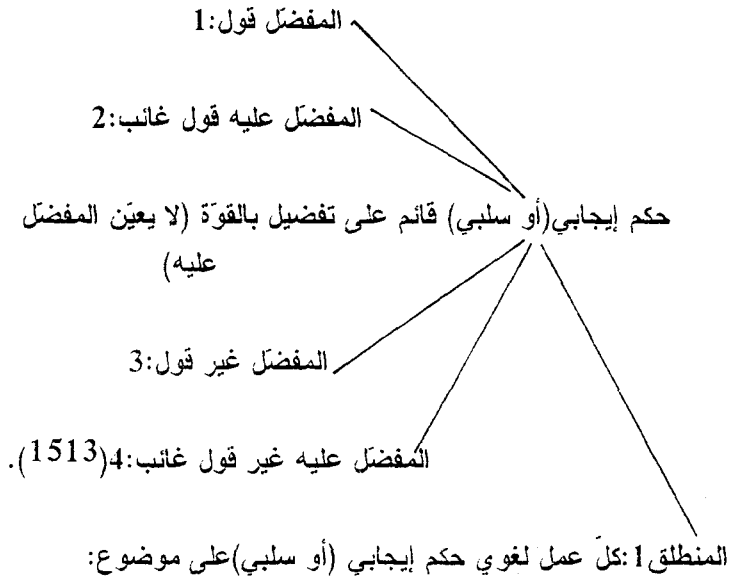 المفضّل قول:1
المفضّل عليه قول غائب:2
حكم إيجابي(أو سلبي) قائم على تفضيل بالقوّة (لا يعيّن المفضّل
عليه)
المفضّل غير قول:3
المفضّل عليه غير قول غائب:4(1513).
المنطلق1:كلّ عمل لغوي حكم إيجابي (أو سلبي)على موضوع: